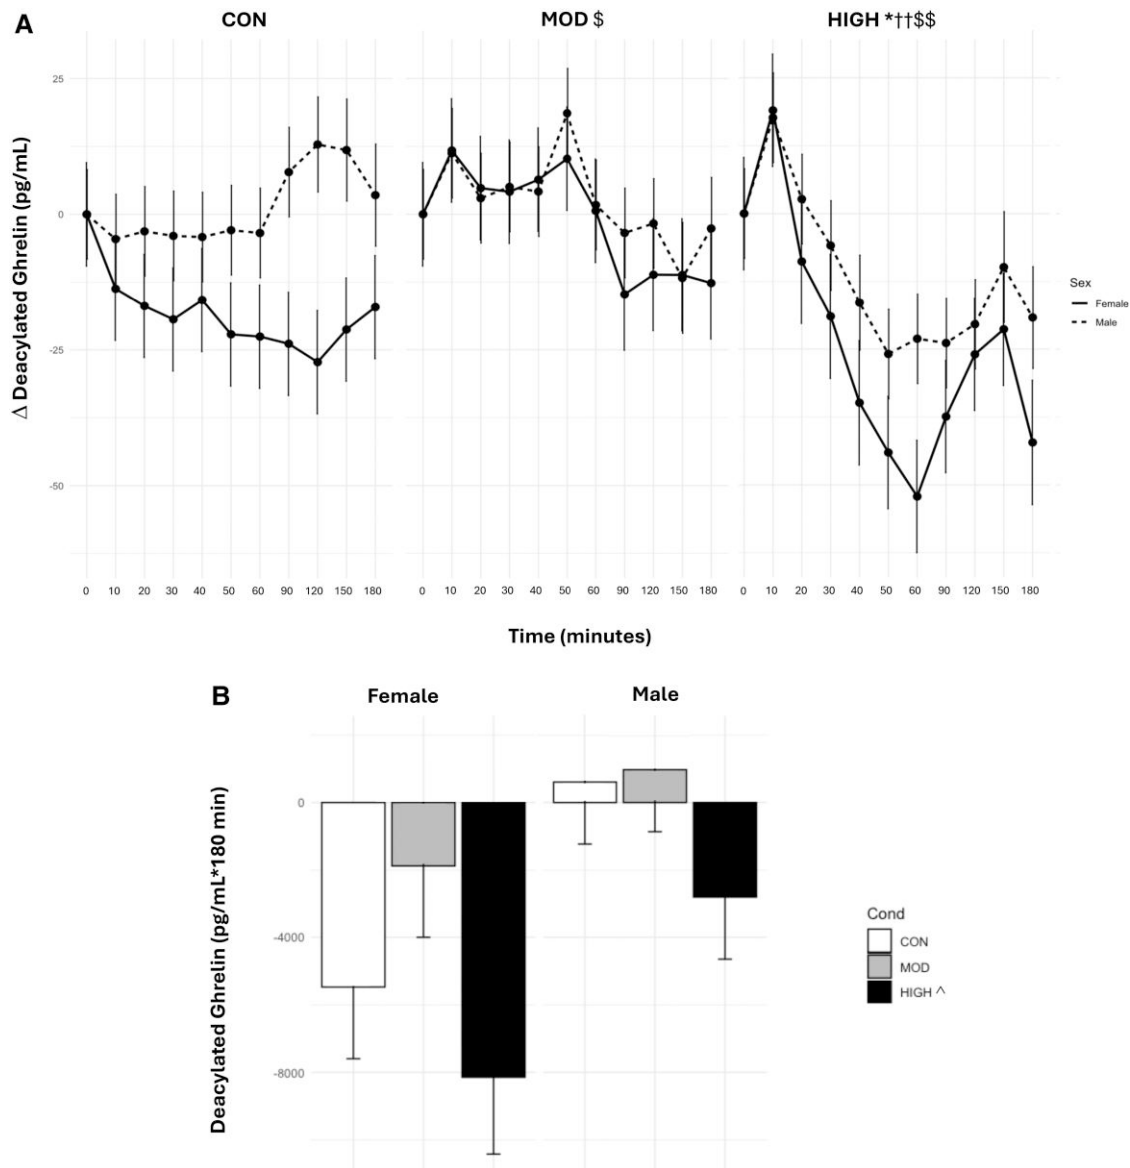 A
CON
MOD $
HIGH *††$$
25
0
-25
-50
Δ Deacylated Ghrelin (pg/mL)
0 10 20 30 40 50 60 90 120 150 180
0 10 20 30 40 50 60 90 120 150 180
0 10 20 30 40 50 60 90 120 150 180
Time (minutes)
Sex
Female
Male
B
Female
Male
0
-4000
-8000
Deacylated Ghrelin (pg/mL*180 min)
Cond
CON
MOD
HIGH ^